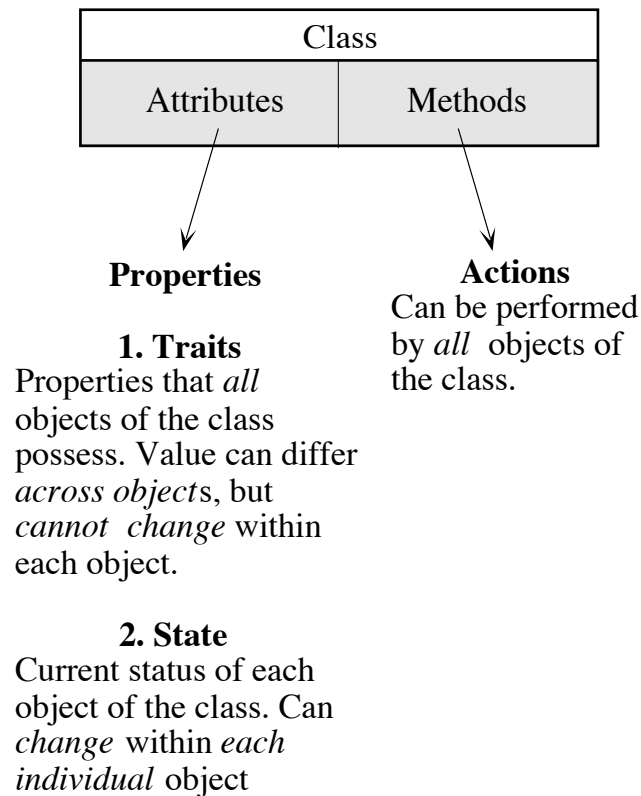 Class
Attributes
Methods
Properties
1. Traits
Properties that all
objects of the class
possess. Value can differ
across objects, but
cannot change within
each object.
2. State
Current status of each
object of the class. Can
change within each
individual object
Actions
Can be performed
by all objects of
the class.